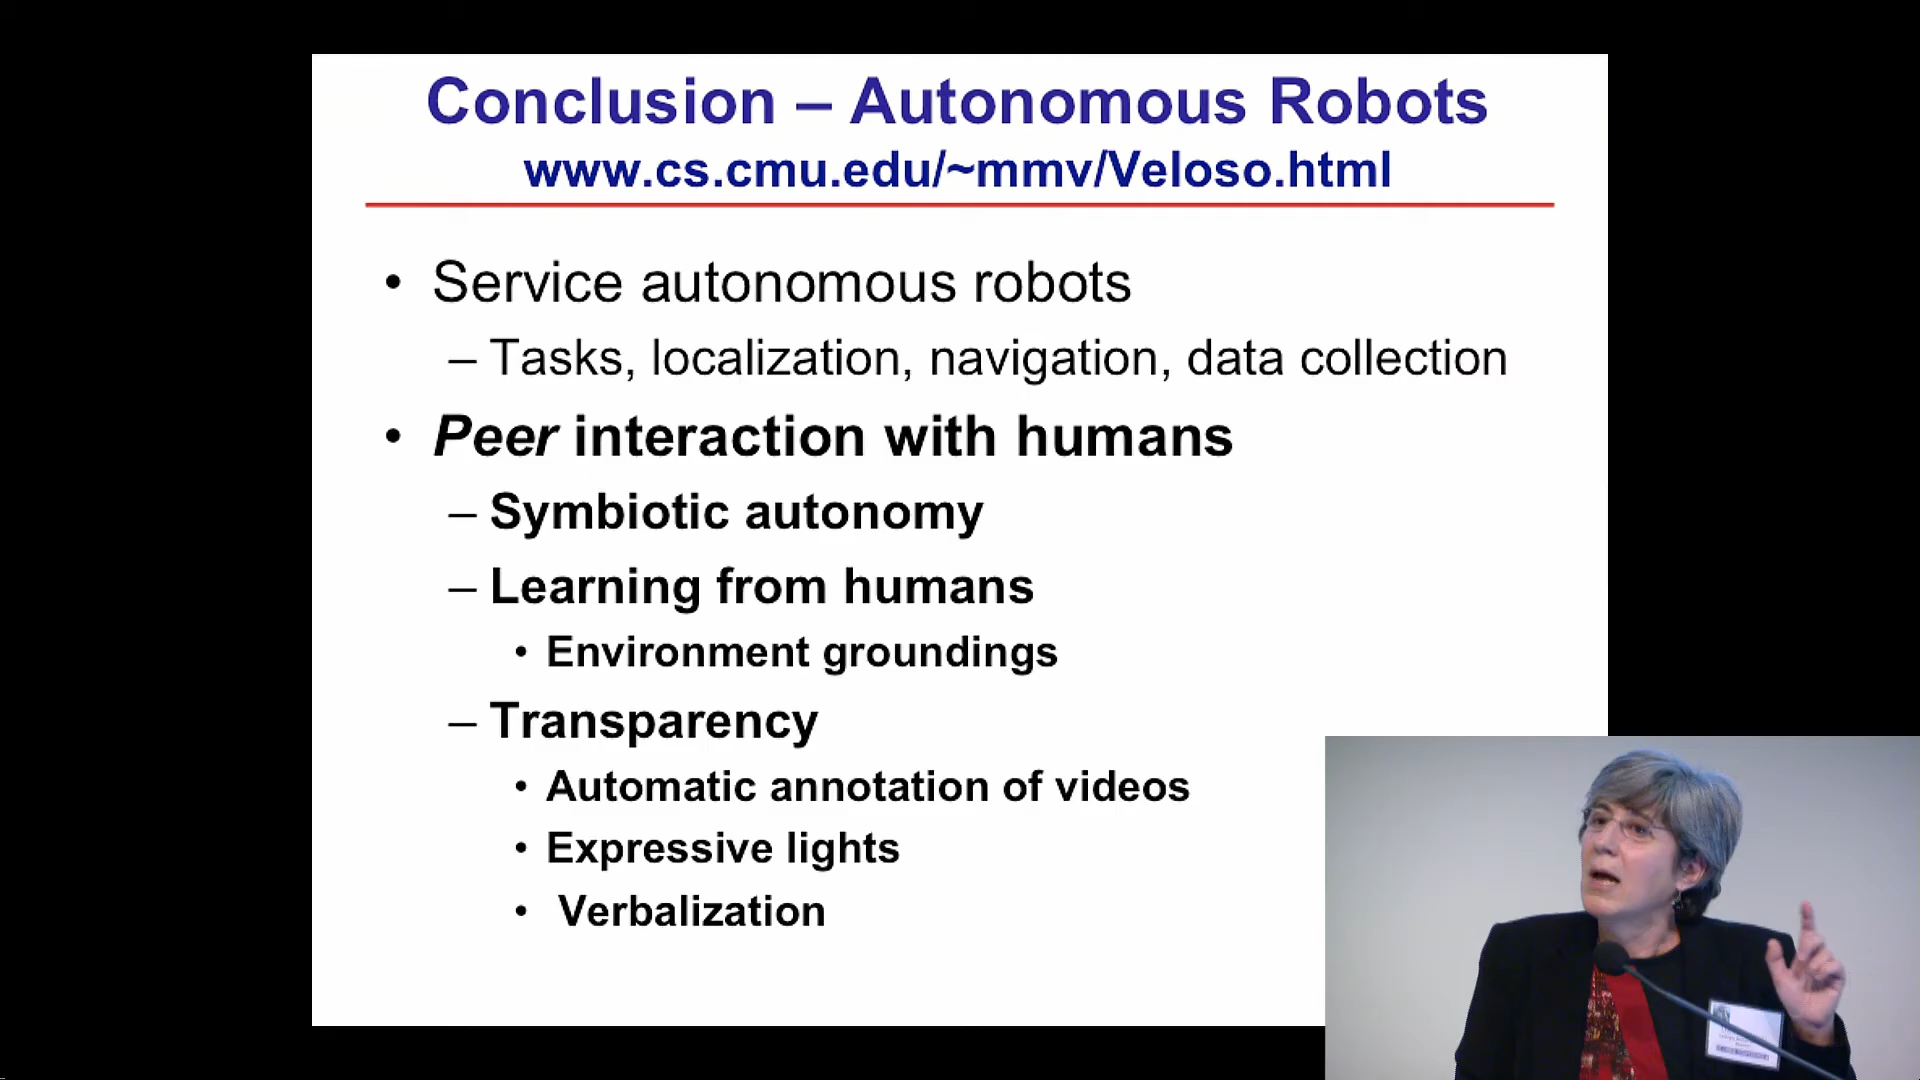 Conclusion – Autonomous Robots
www.cs.cmu.edu/~mmv/Veloso.html
• Service autonomous robots
– Tasks, localization, navigation, data collection
• Peer interaction with humans
– Symbiotic autonomy
– Learning from humans
• Environment groundings
– Transparency
• Automatic annotation of videos
• Expressive lights
• Verbalization